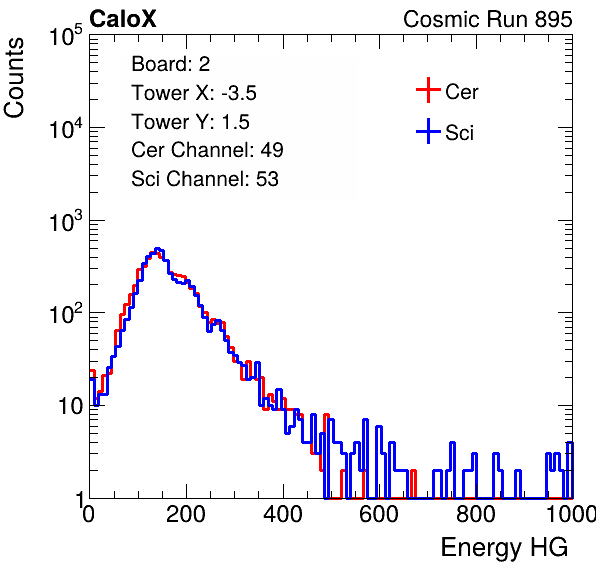 CaloX
Cosmic Run 895
Counts
Board: 2
Tower X: -3.5
Tower Y: 1.5
Cer Channel: 49
Sci Channel: 53
Cer
Sci
10^5
10^4
10^3
10^2
10
1
0 200 400 600 800 1000
Energy HG